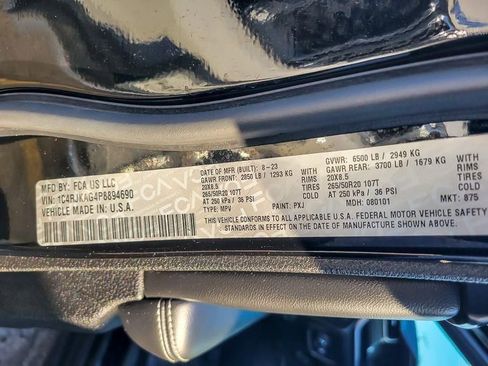 MFD BY: FCA US LLC
VIN: 1C4RJKAG4P8894690
VEHICLE MADE IN: U.S.A.
DATE OF MFR (BUILT): 8-23
GAWR FRONT: 2850 LB / 1293 KG
20X8.5 RIMS
265/50R20 107T TIRES
AT 250 kPa / 36 PSI COLD
TYPE: MPV
PAINT: PXJ
GVWR: 6500 LB / 2949 KG
GAWR REAR: 3700 LB / 1679 KG WITH
20X8.5 RIMS
265/50R20 107T TIRES
AT 250 kPa / 36 PSI COLD
MDH: 080101
MKT: 875
THIS VEHICLE CONFORMS TO ALL APPLICABLE U.S.A. FEDERAL MOTOR VEHICLE SAFETY
STANDARDS IN EFFECT ON THE DATE OF MANUFACTURE SHOWN ABOVE.